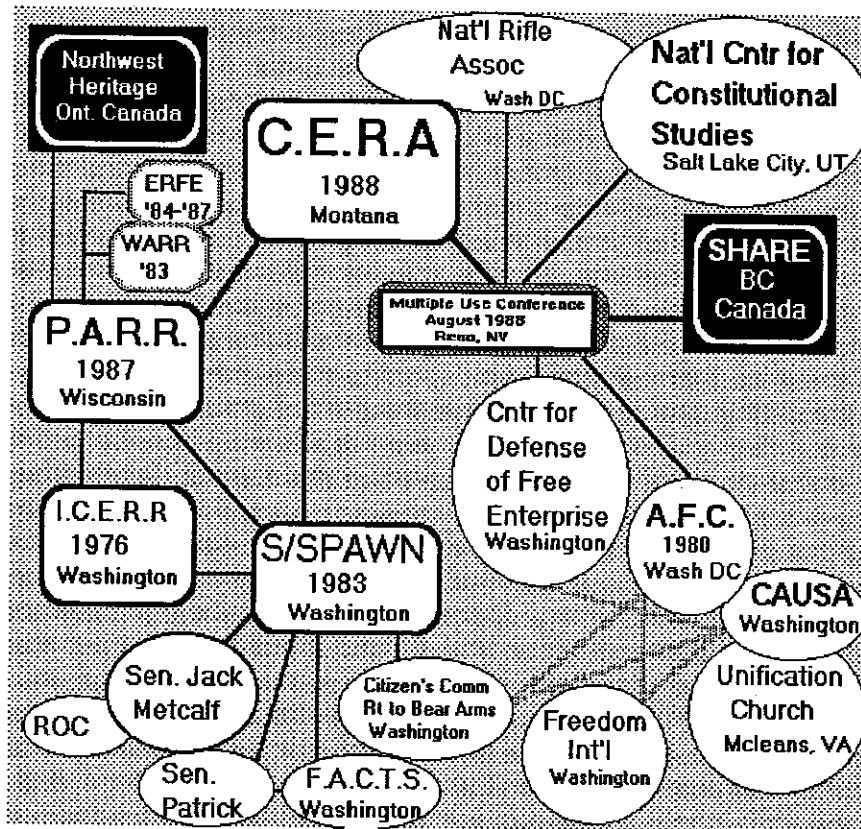 Northwest
Heritage
Ont. Canada
Nat'l Rifle
Assoc
Wash DC
Nat'l Cntr for
Constitutional
Studies
Salt Lake City, UT
C.E.R.A
1988
Montana
ERFE
'84-'87
WARR
'83
SHARE
BC
Canada
Multiple Use Conference
August 1988
Reno, NV
P.A.R.R.
1987
Wisconsin
Cntr for
Defense
of Free
Enterprise
Washington
A.F.C.
1980
Wash DC
I.C.E.R.R
1976
Washington
S/SPAWN
1983
Washington
CAUSA
Washington
Unification
Church
Mcleans, VA
Sen. Jack
Metcalf
ROC
Citizen's Comm
Rt to Bear Arms
Washington
Freedom
Int'l
Washington
Sen.
Patrick
F.A.C.T.S.
Washington